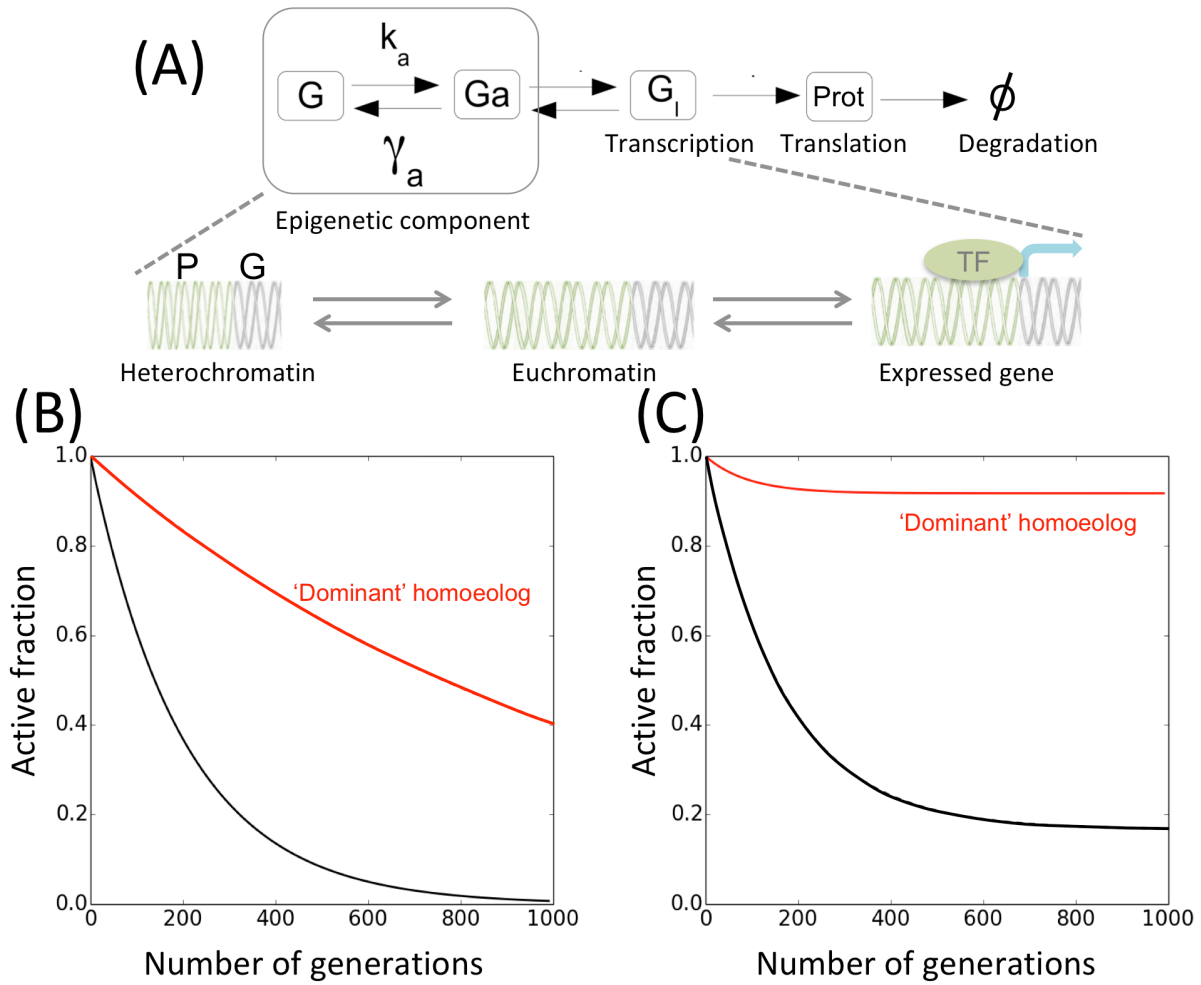 (A)
k
a
G
Ga
G
I
Prot
ϕ
γ
a
Transcription
Translation
Degradation
Epigenetic component
P
G
TF
Heterochromatin
Euchromatin
Expressed gene
(B)
1.0
0.8
0.6
0.4
0.2
0.0
Active fraction
'Dominant' homoeolog
0
200
400
600
800
1000
Number of generations
(C)
1.0
0.8
0.6
0.4
0.2
0.0
Active fraction
'Dominant' homoeolog
0
200
400
600
800
1000
Number of generations